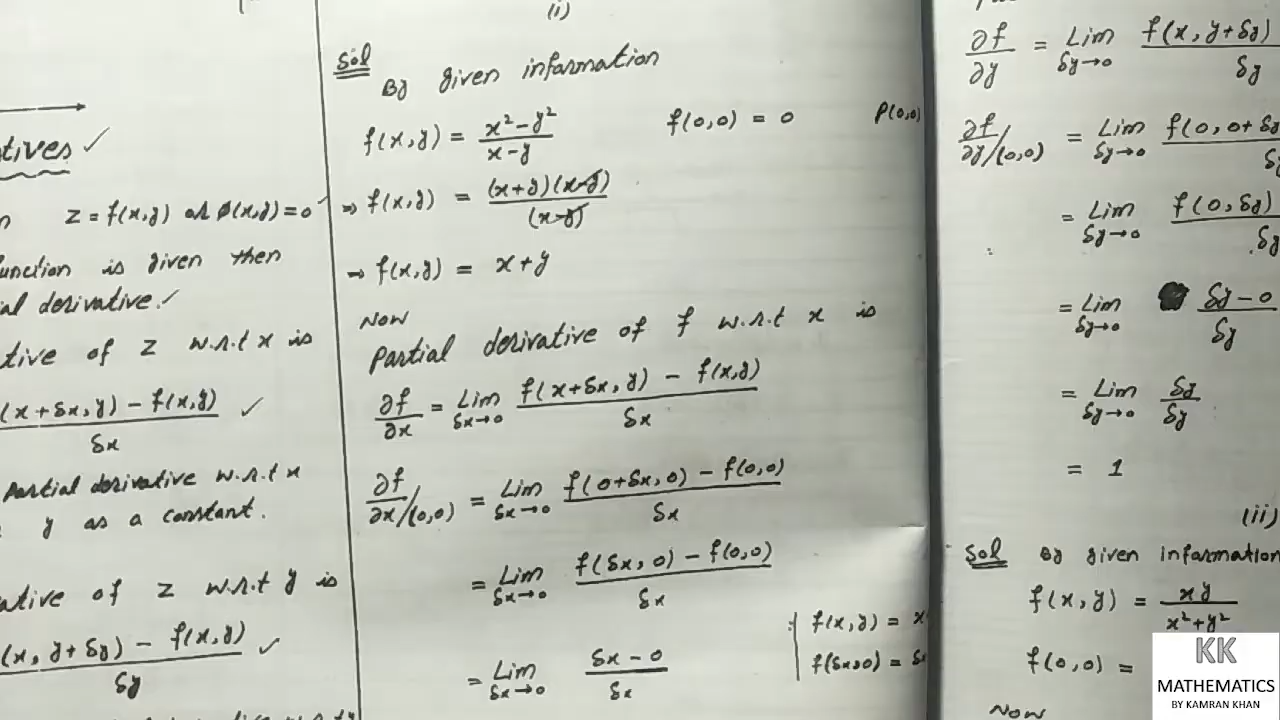 tives ✓
z = f(x,y) or ϕ(x,y) = 0
function is given then
ial derivative. ✓
ative of z w.r.t x is
(x+δx, y) − f(x,y) / δx ✓
Partial derivative w.r.t x
y as a constant.
ative of z w.r.t y is
(x, y+δy) − f(x,y) / δy ✓
(i)
Sol By given information
f(x,y) = x²−y² / x−y f(0,0) = 0 P(0,0)
⇒ f(x,y) = (x+y)(x−y) / (x−y)
⇒ f(x,y) = x+y
Now
Partial derivative of f w.r.t x is
∂f/∂x = Lim δx→0 f(x+δx, y) − f(x,y) / δx
∂f/∂x/(0,0) = Lim δx→0 f(0+δx, 0) − f(0,0) / δx
= Lim δx→0 f(δx, 0) − f(0,0) / δx
= Lim δx→0 δx − 0 / δx
∵ f(x,y) = x
f(δx,0) = δ
∂f/∂y = Lim δy→0 f(x, y+δy) / δy
∂f/∂y/(0,0) = Lim δy→0 f(0, 0+δy / δy
= Lim δy→0 f(0, δy) / δy
= Lim δy→0 δy − 0 / δy
= Lim δy→0 δy / δy
= 1
(ii)
Sol By given information
f(x,y) = xy / x²+y²
f(0,0) =
Now
KK
MATHEMATICS
BY KAMRAN KHAN